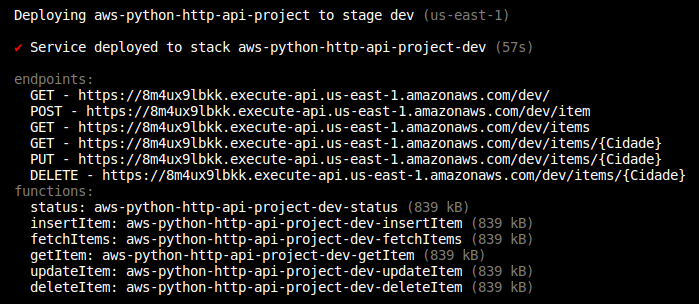 Deploying aws-python-http-api-project to stage dev (us-east-1)
✔ Service deployed to stack aws-python-http-api-project-dev (57s)
endpoints:
GET - https://8m4ux9lbkk.execute-api.us-east-1.amazonaws.com/dev/
POST - https://8m4ux9lbkk.execute-api.us-east-1.amazonaws.com/dev/item
GET - https://8m4ux9lbkk.execute-api.us-east-1.amazonaws.com/dev/items
GET - https://8m4ux9lbkk.execute-api.us-east-1.amazonaws.com/dev/items/{Cidade}
PUT - https://8m4ux9lbkk.execute-api.us-east-1.amazonaws.com/dev/items/{Cidade}
DELETE - https://8m4ux9lbkk.execute-api.us-east-1.amazonaws.com/dev/items/{Cidade}
functions:
status: aws-python-http-api-project-dev-status (839 kB)
insertItem: aws-python-http-api-project-dev-insertItem (839 kB)
fetchItems: aws-python-http-api-project-dev-fetchItems (839 kB)
getItem: aws-python-http-api-project-dev-getItem (839 kB)
updateItem: aws-python-http-api-project-dev-updateItem (839 kB)
deleteItem: aws-python-http-api-project-dev-deleteItem (839 kB)